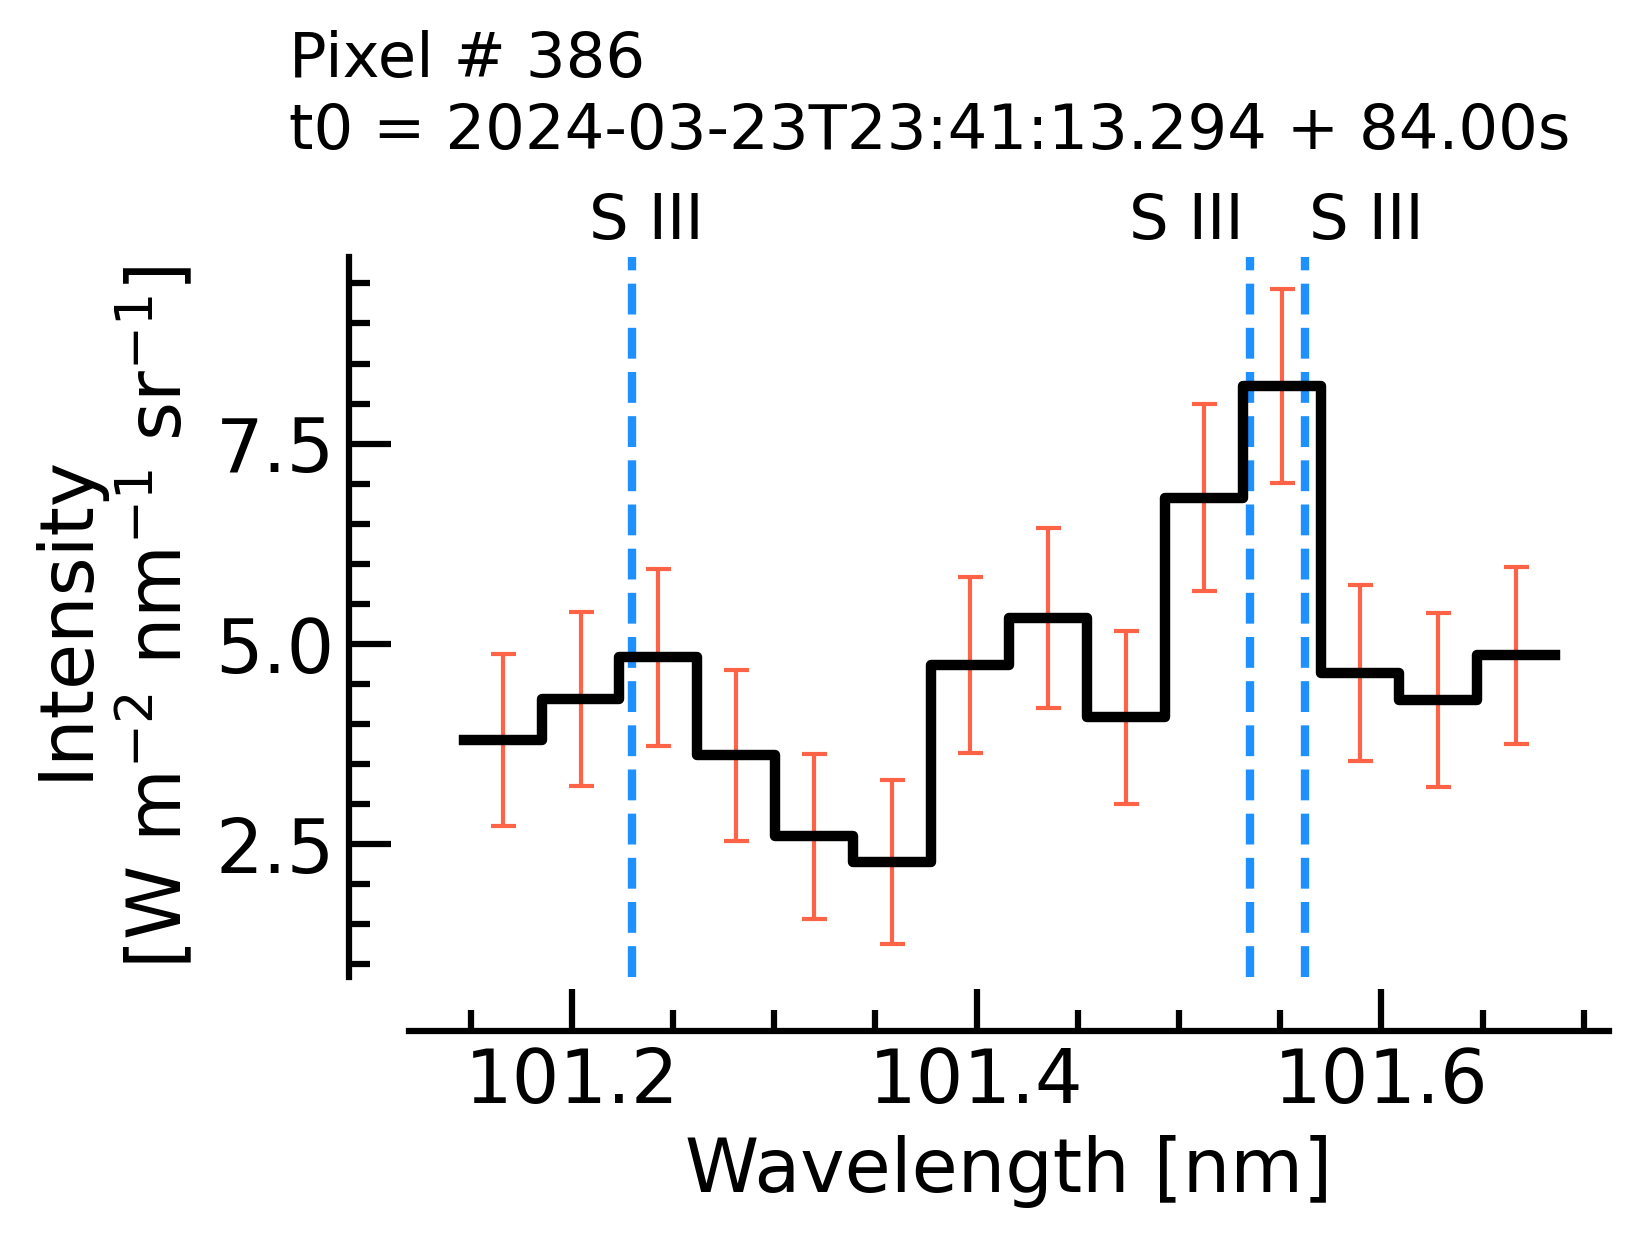 Pixel # 386
t0 = 2024-03-23T23:41:13.294 + 84.00s
S III S III S III
Intensity
[W m⁻² nm⁻¹ sr⁻¹]
7.5
5.0
2.5
101.2 101.4 101.6
Wavelength [nm]